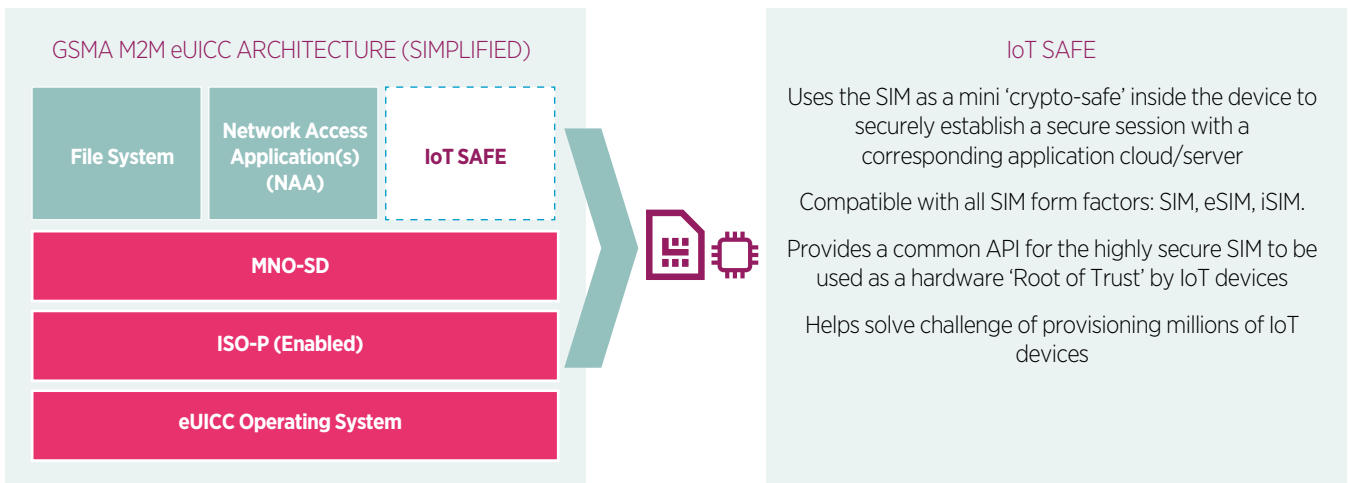 GSMA M2M eUICC ARCHITECTURE (SIMPLIFIED)
File System
Network Access
Application(s)
(NAA)
IoT SAFE
MNO-SD
ISO-P (Enabled)
eUICC Operating System
IoT SAFE
Uses the SIM as a mini ‘crypto-safe’ inside the device to
securely establish a secure session with a
corresponding application cloud/server
Compatible with all SIM form factors: SIM, eSIM, iSIM.
Provides a common API for the highly secure SIM to be
used as a hardware ‘Root of Trust’ by IoT devices
Helps solve challenge of provisioning millions of IoT
devices